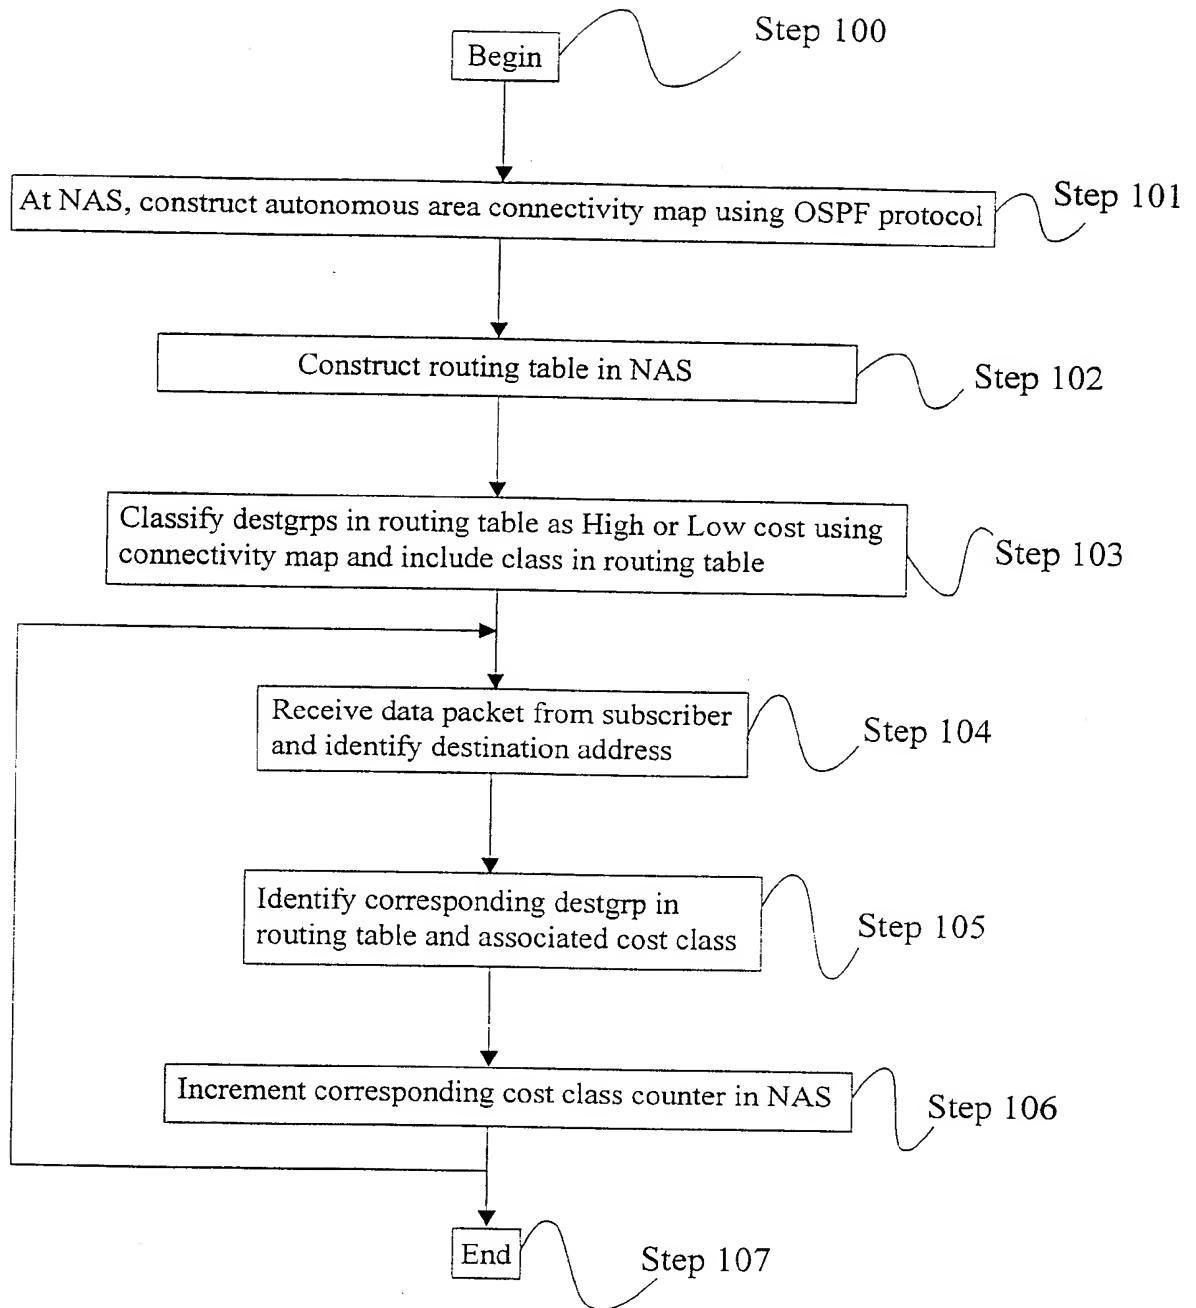 Begin
Step 100
At NAS, construct autonomous area connectivity map using OSPF protocol
Step 101
Construct routing table in NAS
Step 102
Classify destgrps in routing table as High or Low cost using
connectivity map and include class in routing table
Step 103
Receive data packet from subscriber
and identify destination address
Step 104
Identify corresponding destgrp in
routing table and associated cost class
Step 105
Increment corresponding cost class counter in NAS
Step 106
End
Step 107